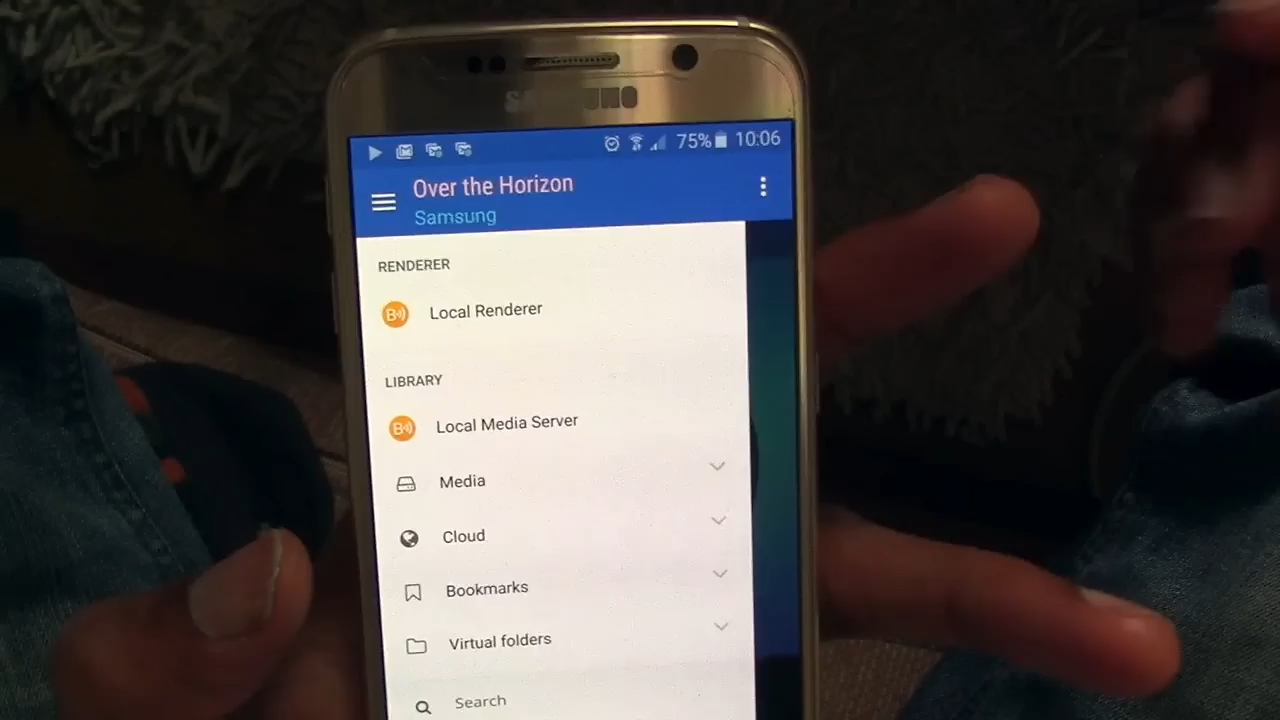 SAMSUNG
75% 10:06
Over the Horizon
Samsung
RENDERER
B Local Renderer
LIBRARY
B Local Media Server
Media
Cloud
Bookmarks
Virtual folders
Search